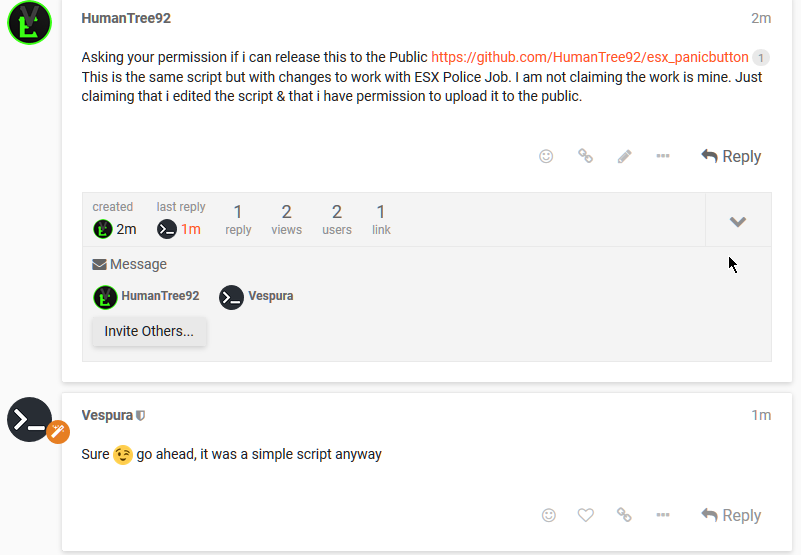 HumanTree92 2m
Asking your permission if i can release this to the Public https://github.com/HumanTree92/esx_panicbutton 1
This is the same script but with changes to work with ESX Police Job. I am not claiming the work is mine. Just
claiming that i edited the script & that i have permission to upload it to the public.
Reply
created last reply 1 2 2 1
2m 1m reply views users link
Message
HumanTree92 Vespura
Invite Others...
Vespura 1m
Sure 😉 go ahead, it was a simple script anyway
Reply